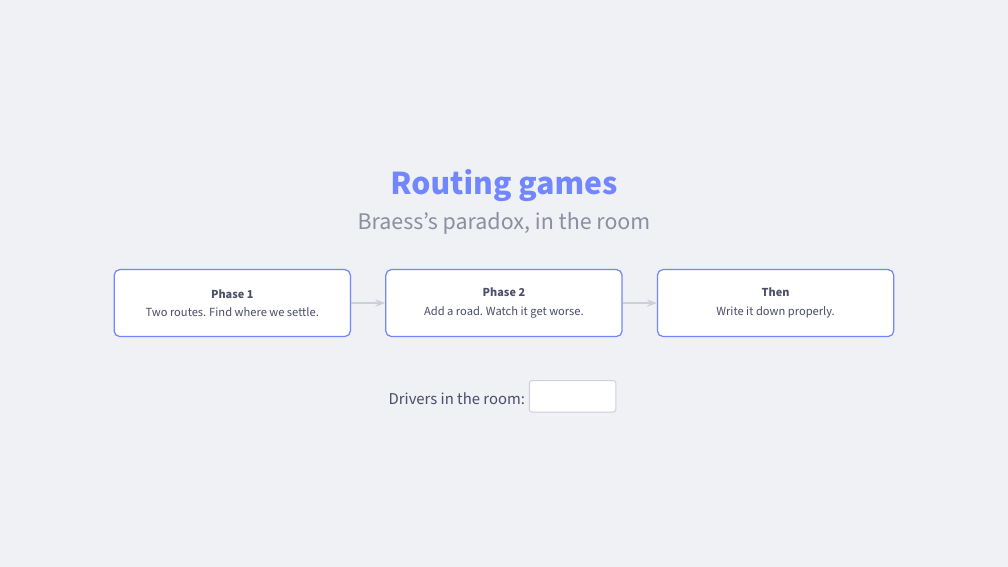 Routing games
Braess’s paradox, in the room
Phase 1
Two routes. Find where we settle.
Phase 2
Add a road. Watch it get worse.
Then
Write it down properly.
Drivers in the room: